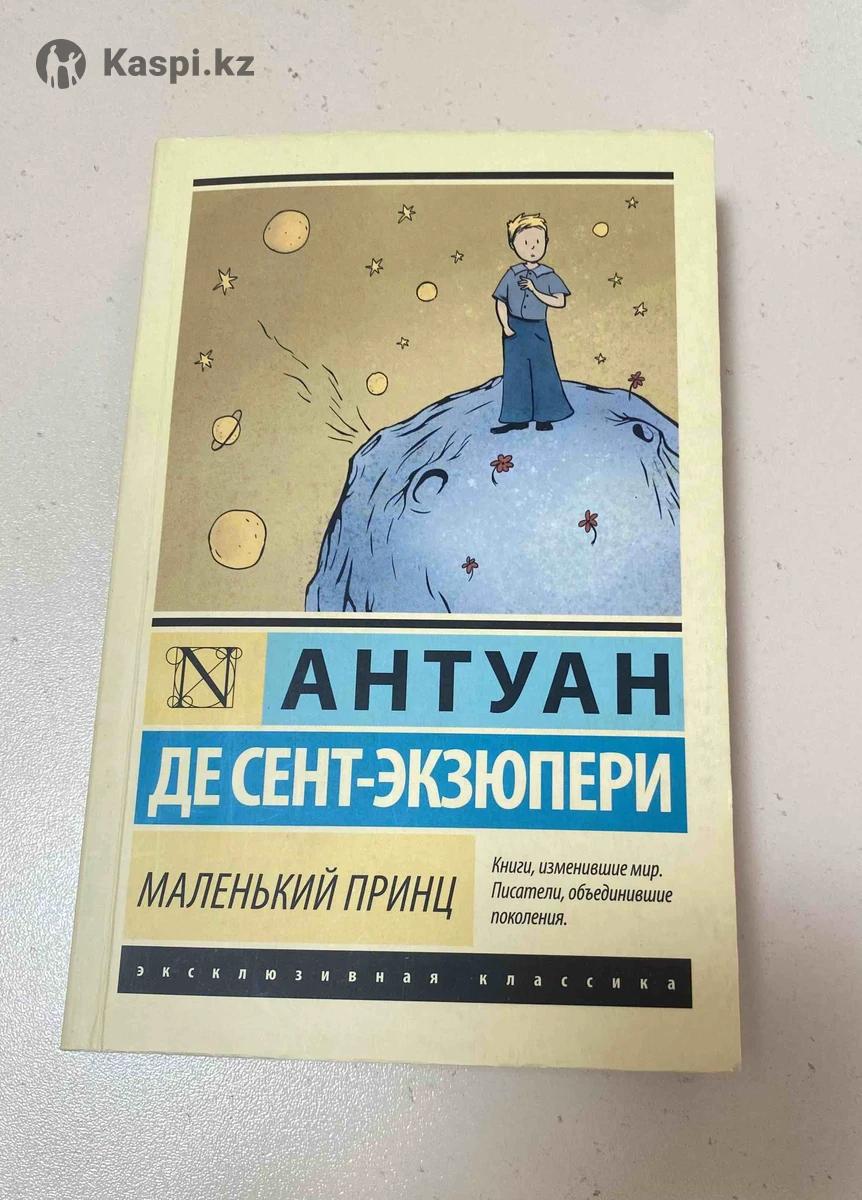 Kaspi.kz
N
АНТУАН
ДЕ СЕНТ-ЭКЗЮПЕРИ
МАЛЕНЬКИЙ ПРИНЦ
Книги, изменившие мир.
Писатели, объединившие
поколения.
эксклюзивная классика